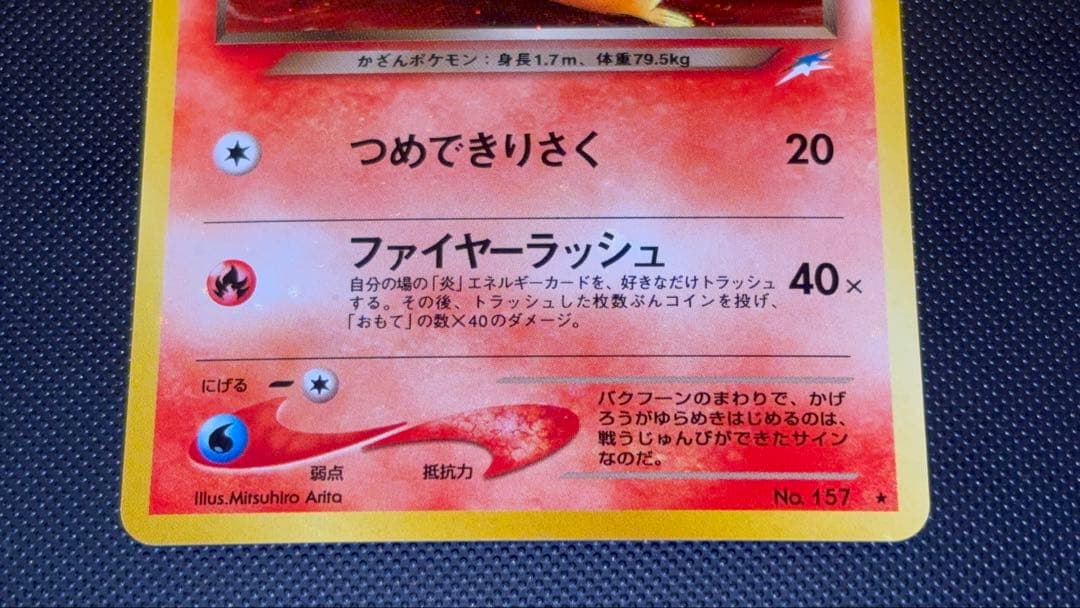 かざんポケモン：身長1.7m、体重79.5kg
つめできりさく 20
ファイヤーラッシュ
自分の場の「炎」エネルギーカードを、好きなだけトラッシュ
する。その後、トラッシュした枚数ぶんコインを投げ、
「おもて」の数×40のダメージ。
40×
にげる
バクフーンのまわりで、かげ
ろうがゆらめきはじめるのは、
戦うじゅんびができたサイン
なのだ。
弱点 抵抗力
Illus.Mitsuhiro Arita
No. 157 ★